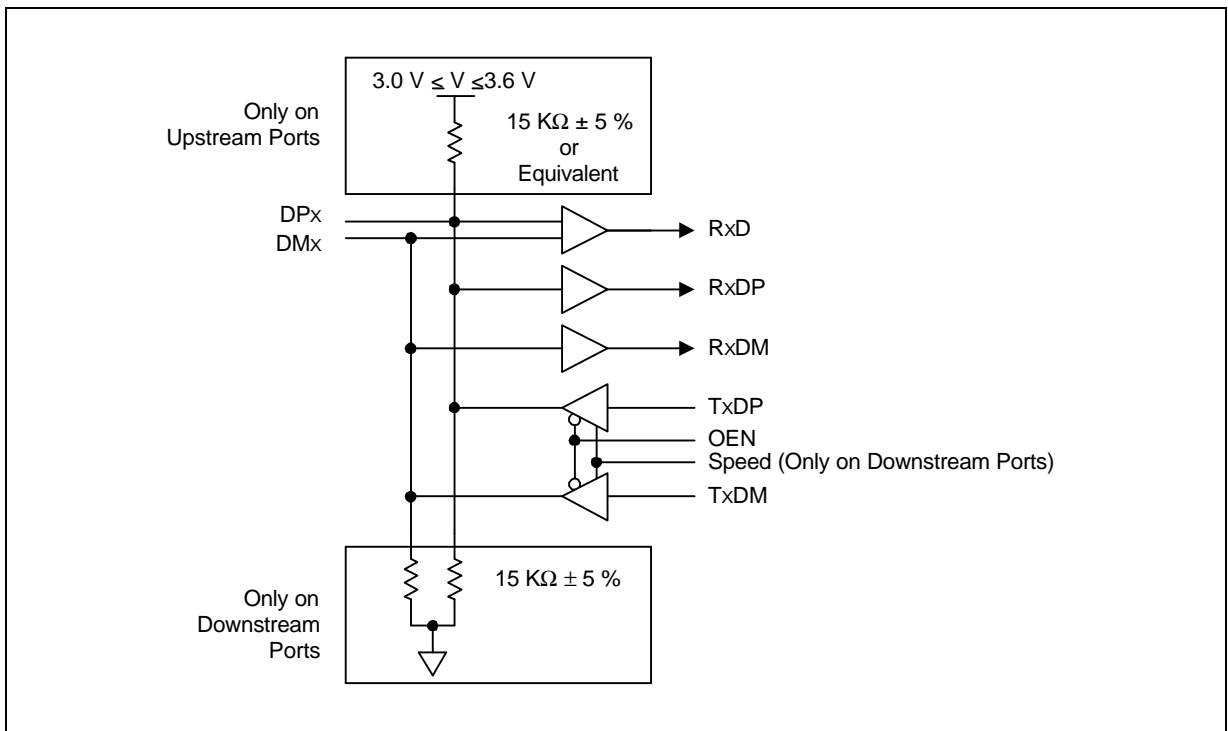 3.0 V ≤ V ≤3.6 V
Only on
Upstream Ports
15 KΩ ± 5 %
or
Equivalent
DPx
DMx
RxD
RxDP
RxDM
TxDP
OEN
Speed (Only on Downstream Ports)
TxDM
15 KΩ ± 5 %
Only on
Downstream
Ports